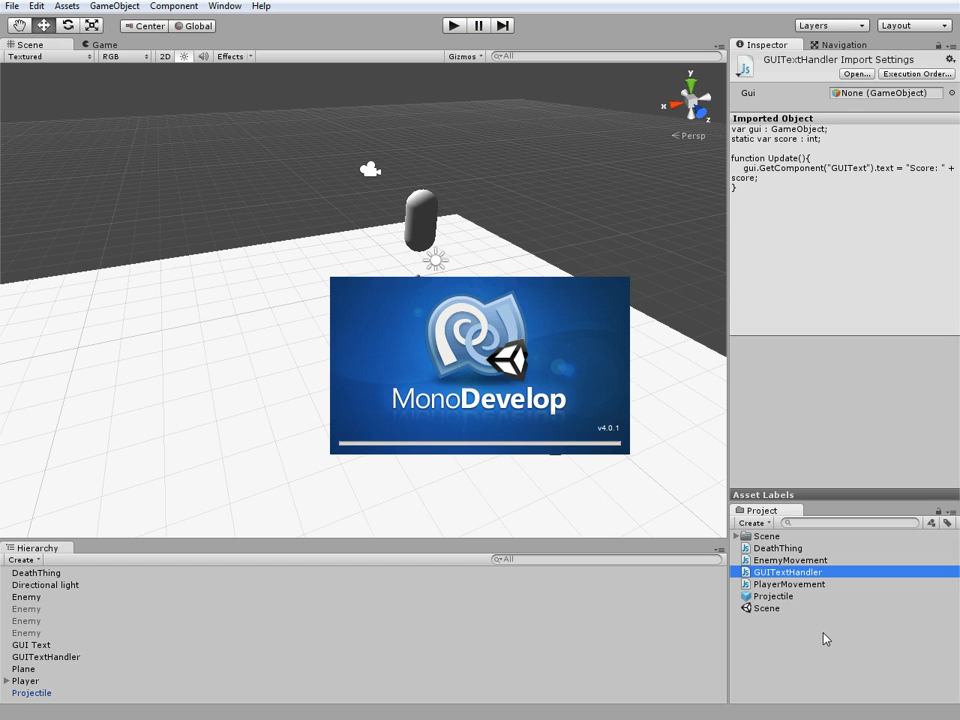 File Edit Assets GameObject Component Window Help
Center Global Layers Layout
Scene Game
Textured RGB 2D Effects Gizmos All
y
x
z
Persp
Inspector Navigation
GUITextHandler Import Settings
Open... Execution Order...
Gui None (GameObject)
Imported Object
var gui : GameObject;
static var score : int;
function Update(){
gui.GetComponent("GUIText").text = "Score: " +
score;
}
MonoDevelop
v4.0.1
Asset Labels
Project
Create
Scene
DeathThing
EnemyMovement
GUITextHandler
PlayerMovement
Projectile
Scene
Hierarchy
Create All
DeathThing
Directional light
Enemy
Enemy
Enemy
Enemy
GUI Text
GUITextHandler
Plane
Player
Projectile